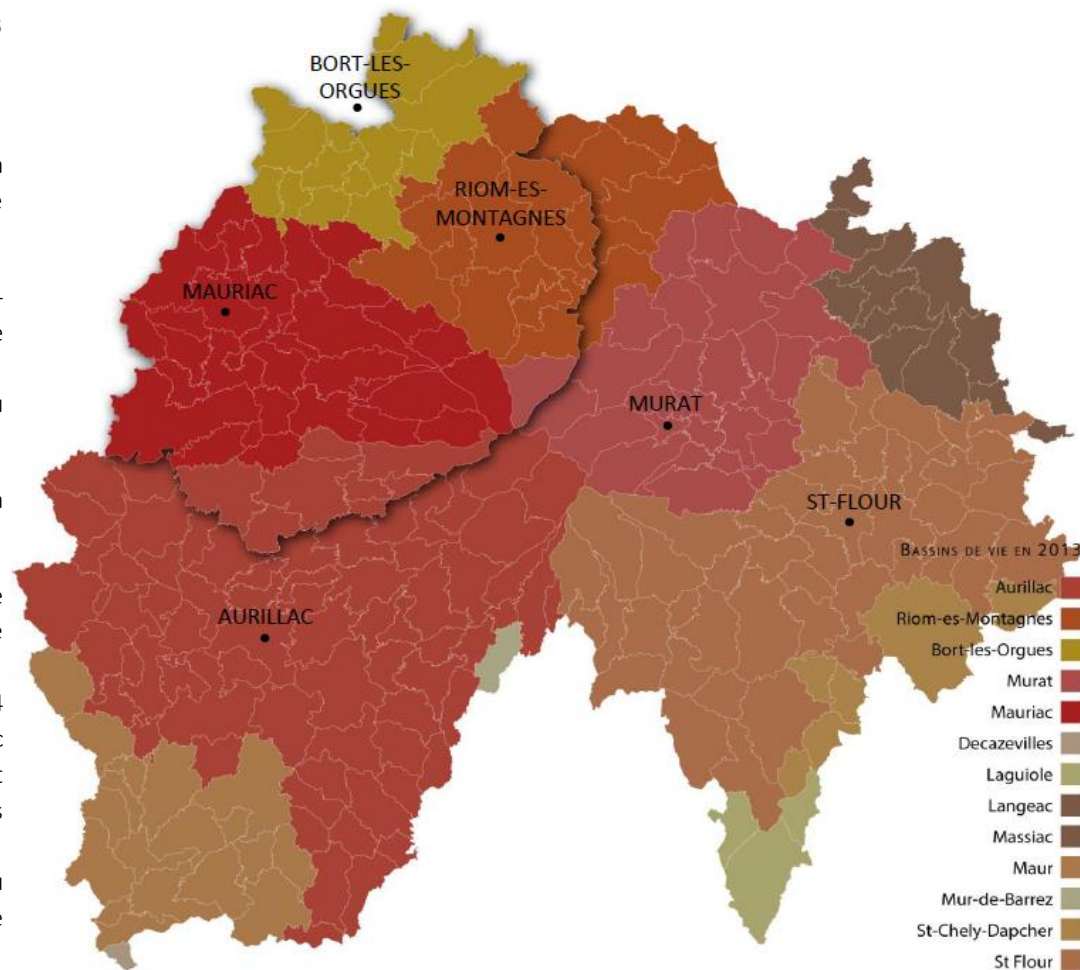 BORT-LES-
ORGUES
RIOM-ES-
MONTAGNES
MAURIAC
MURAT
ST-FLOUR
AURILLAC
BASSINS DE VIE EN 2013
Aurillac
Riom-es-Montagnes
Bort-les-Orgues
Murat
Mauriac
Decazevilles
Laguiole
Langeac
Massiac
Maur
Mur-de-Barrez
St-Chely-Dapcher
St Flour